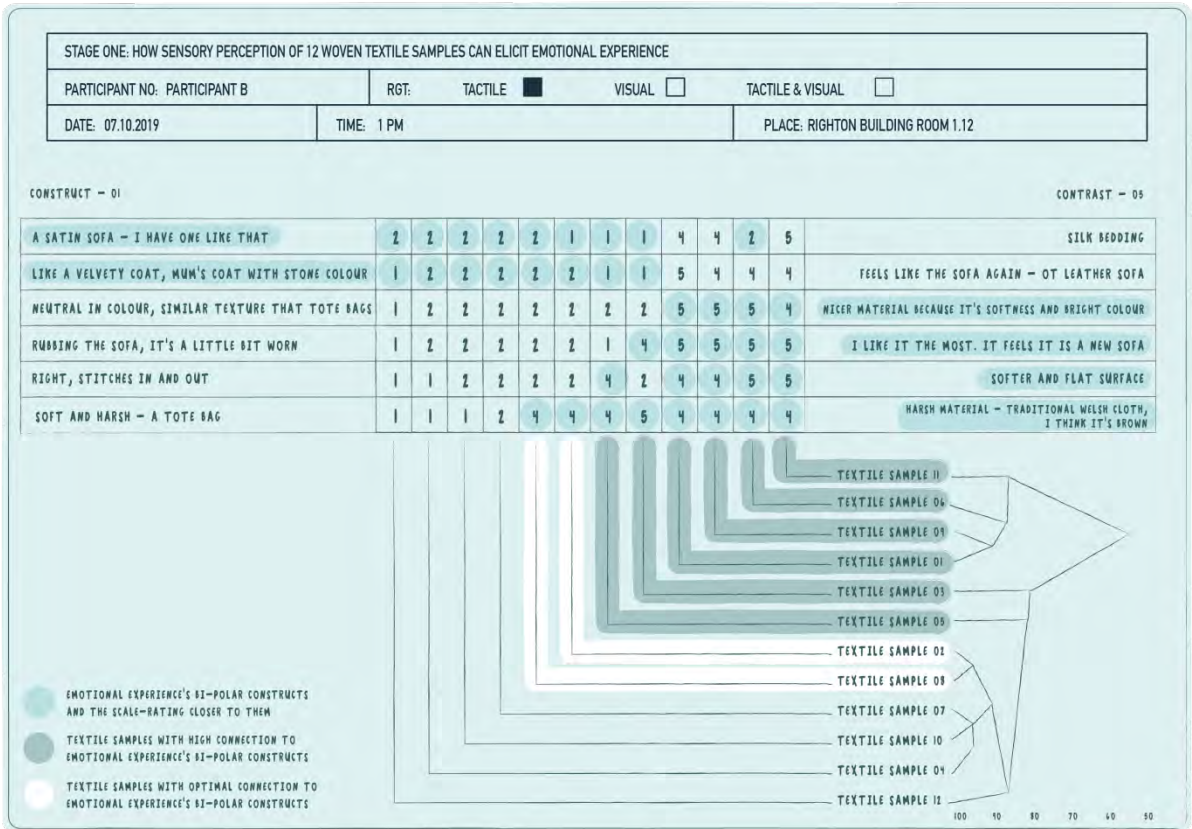 STAGE ONE: HOW SENSORY PERCEPTION OF 12 WOVEN TEXTILE SAMPLES CAN ELICIT EMOTIONAL EXPERIENCE
PARTICIPANT NO: PARTICIPANT B RGT: TACTILE VISUAL TACTILE & VISUAL
DATE: 07.10.2019 TIME: 1 PM PLACE: RIGHTON BUILDING ROOM 1.12
CONSTRUCT – 01 CONTRAST – 05
A SATIN SOFA – I HAVE ONE LIKE THAT 2 2 2 2 2 1 1 1 4 4 2 5 SILK BEDDING
LIKE A VELVETY COAT, MUM'S COAT WITH STONE COLOUR 1 2 2 2 2 2 1 1 5 4 4 4 FEELS LIKE THE SOFA AGAIN – OT LEATHER SOFA
NEUTRAL IN COLOUR, SIMILAR TEXTURE THAT TOTE BAGS 1 2 2 2 2 2 2 2 5 5 5 4 NICER MATERIAL BECAUSE IT'S SOFTNESS AND BRIGHT COLOUR
RUBBING THE SOFA, IT'S A LITTLE BIT WORN 1 2 2 2 2 2 1 4 5 5 5 5 I LIKE IT THE MOST. IT FEELS IT IS A NEW SOFA
RIGHT, STITCHES IN AND OUT 1 1 2 2 2 2 4 2 4 4 5 5 SOFTER AND FLAT SURFACE
SOFT AND HARSH – A TOTE BAG 1 1 1 2 4 4 4 5 4 4 4 4 HARSH MATERIAL – TRADITIONAL WELSH CLOTH,
I THINK IT'S BROWN
TEXTILE SAMPLE 11
TEXTILE SAMPLE 06
TEXTILE SAMPLE 09
TEXTILE SAMPLE 01
TEXTILE SAMPLE 03
TEXTILE SAMPLE 05
TEXTILE SAMPLE 02
TEXTILE SAMPLE 08
TEXTILE SAMPLE 07
TEXTILE SAMPLE 10
TEXTILE SAMPLE 04
TEXTILE SAMPLE 12
100 90 80 70 60 50
EMOTIONAL EXPERIENCE'S BI-POLAR CONSTRUCTS
AND THE SCALE-RATING CLOSER TO THEM
TEXTILE SAMPLES WITH HIGH CONNECTION TO
EMOTIONAL EXPERIENCE'S BI-POLAR CONSTRUCTS
TEXTILE SAMPLES WITH OPTIMAL CONNECTION TO
EMOTIONAL EXPERIENCE'S BI-POLAR CONSTRUCTS